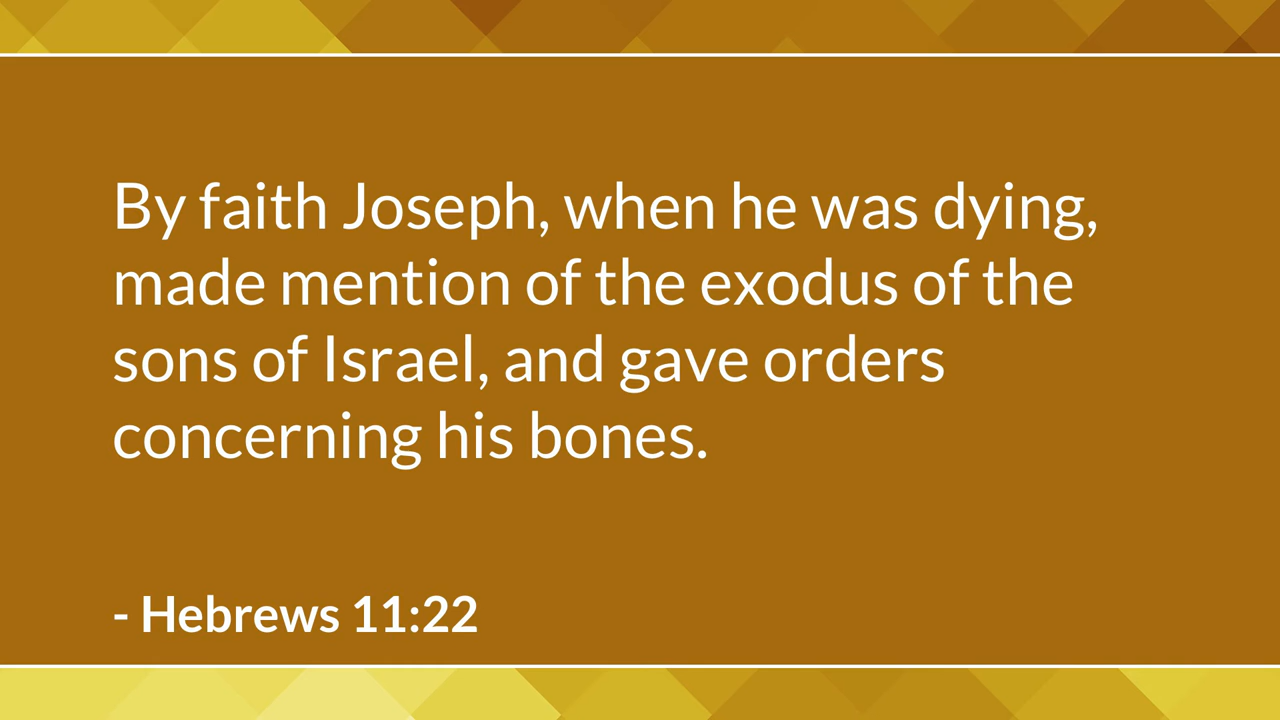 By faith Joseph, when he was dying,
made mention of the exodus of the
sons of Israel, and gave orders
concerning his bones.
- Hebrews 11:22